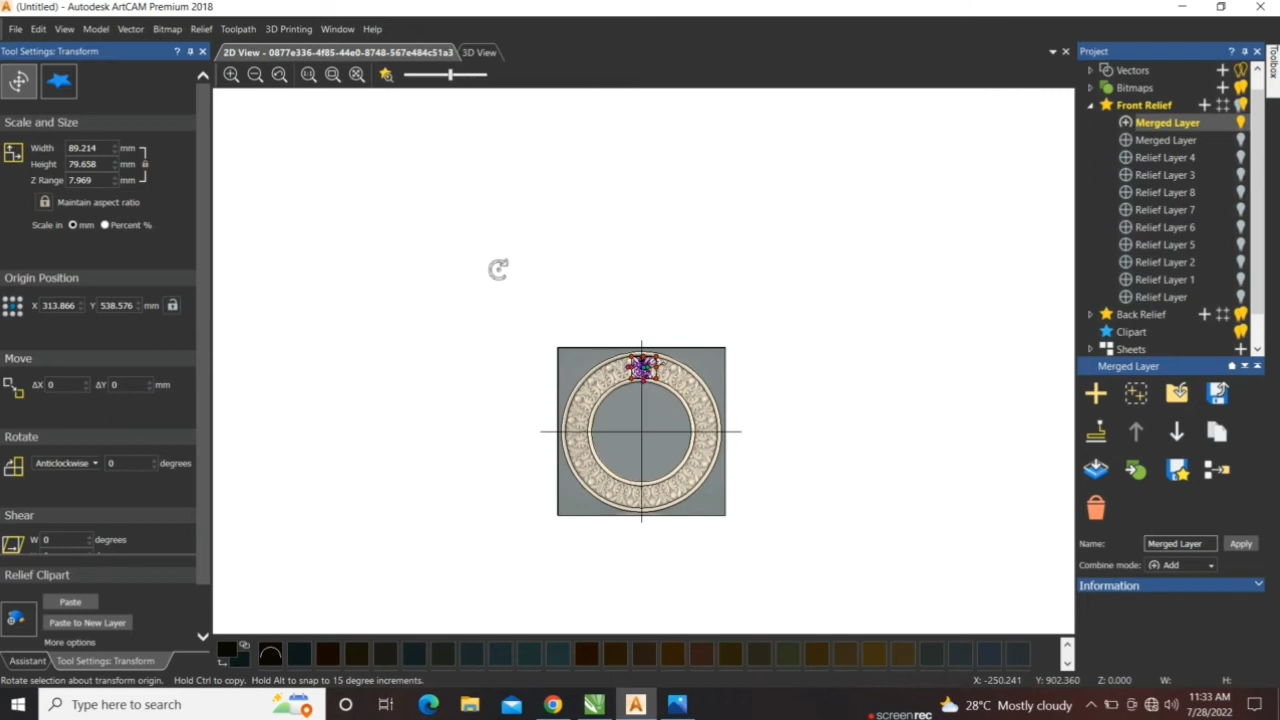 (Untitled) - Autodesk ArtCAM Premium 2018
File Edit View Model Vector Bitmap Relief Toolpath 3D Printing Window Help
Tool Settings: Transform
2D View - 0877e336-4f85-44e0-8748-567e484c51a3
3D View
Scale and Size
Width 89.214 mm
Height 79.658 mm
Z Range 7.969 mm
Maintain aspect ratio
Scale in mm Percent %
Origin Position
X 313.866 Y 538.576 mm
Move
ΔX 0 ΔY 0 mm
Rotate
Anticlockwise 0 degrees
Shear
W 0 degrees
Relief Clipart
Paste
Paste to New Layer
More options
Assistant Tool Settings: Transform
Project
Toolbox
Vectors
Bitmaps
Front Relief
Merged Layer
Merged Layer
Relief Layer 4
Relief Layer 3
Relief Layer 8
Relief Layer 7
Relief Layer 6
Relief Layer 5
Relief Layer 2
Relief Layer 1
Relief Layer
Back Relief
Clipart
Sheets
Merged Layer
Name: Merged Layer Apply
Combine mode: Add
Information
Rotate selection about transform origin. Hold Ctrl to copy. Hold Alt to snap to 15 degree increments.
X: -250.241 Y: 902.360 Z: 0.000 W: H:
Type here to search
28°C Mostly cloudy
11:33 AM
7/28/2022
screenrec